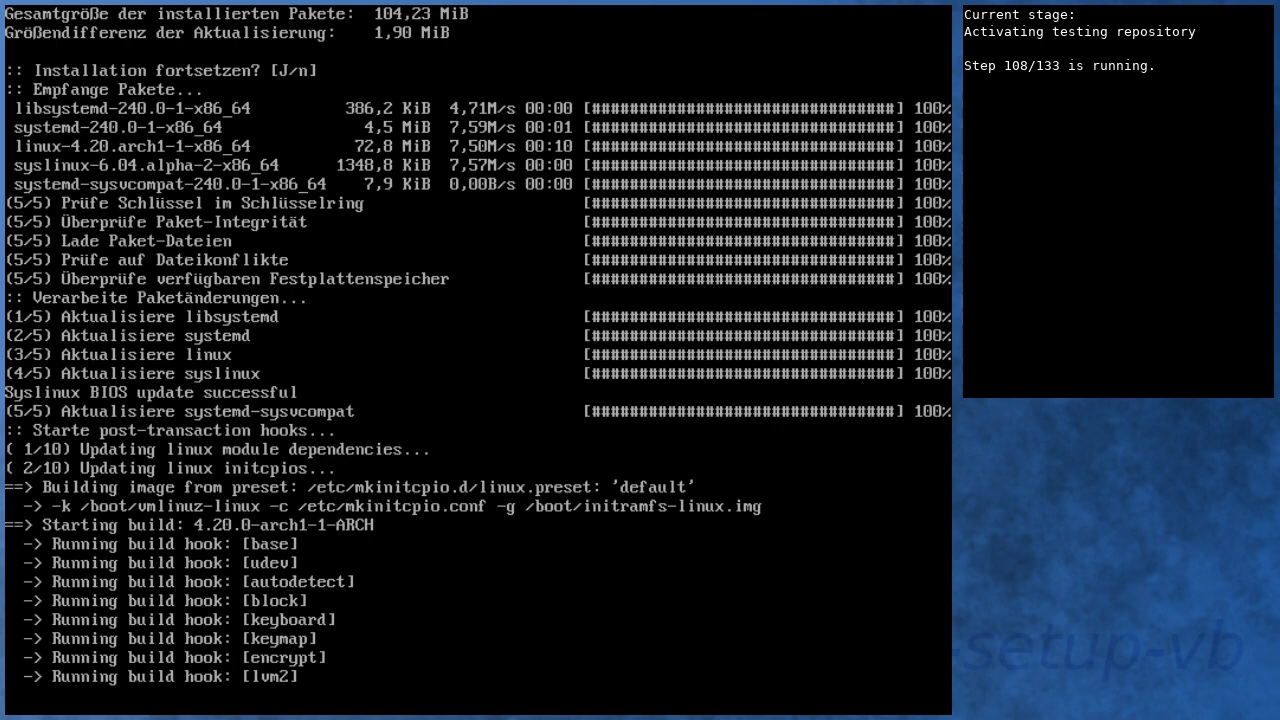 Gesamtgröße der installierten Pakete:  104,23 MiB
Größendifferenz der Aktualisierung:    1,90 MiB
:: Installation fortsetzen? [J/n]
:: Empfange Pakete...
 libsystemd-240.0-1-x86_64          386,2 KiB  4,71M/s 00:00 [################################] 100%
 systemd-240.0-1-x86_64               4,5 MiB  7,59M/s 00:01 [################################] 100%
 linux-4.20.arch1-1-x86_64           72,8 MiB  7,50M/s 00:10 [################################] 100%
 syslinux-6.04.alpha-2-x86_64      1348,8 KiB  7,57M/s 00:00 [################################] 100%
 systemd-sysvcompat-240.0-1-x86_64    7,9 KiB  0,00B/s 00:00 [################################] 100%
(5/5) Prüfe Schlüssel im Schlüsselring                       [################################] 100%
(5/5) Überprüfe Paket-Integrität                             [################################] 100%
(5/5) Lade Paket-Dateien                                     [################################] 100%
(5/5) Prüfe auf Dateikonflikte                               [################################] 100%
(5/5) Überprüfe verfügbaren Festplattenspeicher              [################################] 100%
:: Verarbeite Paketänderungen...
(1/5) Aktualisiere libsystemd                                [################################] 100%
(2/5) Aktualisiere systemd                                   [################################] 100%
(3/5) Aktualisiere linux                                     [################################] 100%
(4/5) Aktualisiere syslinux                                  [################################] 100%
Syslinux BIOS update successful
(5/5) Aktualisiere systemd-sysvcompat                        [################################] 100%
:: Starte post-transaction hooks...
( 1/10) Updating linux module dependencies...
( 2/10) Updating linux initcpios...
==> Building image from preset: /etc/mkinitcpio.d/linux.preset: 'default'
  -> -k /boot/vmlinuz-linux -c /etc/mkinitcpio.conf -g /boot/initramfs-linux.img
==> Starting build: 4.20.0-arch1-1-ARCH
  -> Running build hook: [base]
  -> Running build hook: [udev]
  -> Running build hook: [autodetect]
  -> Running build hook: [block]
  -> Running build hook: [keyboard]
  -> Running build hook: [keymap]
  -> Running build hook: [encrypt]
  -> Running build hook: [lvm2]
Current stage:
Activating testing repository
Step 108/133 is running.
-setup-vb